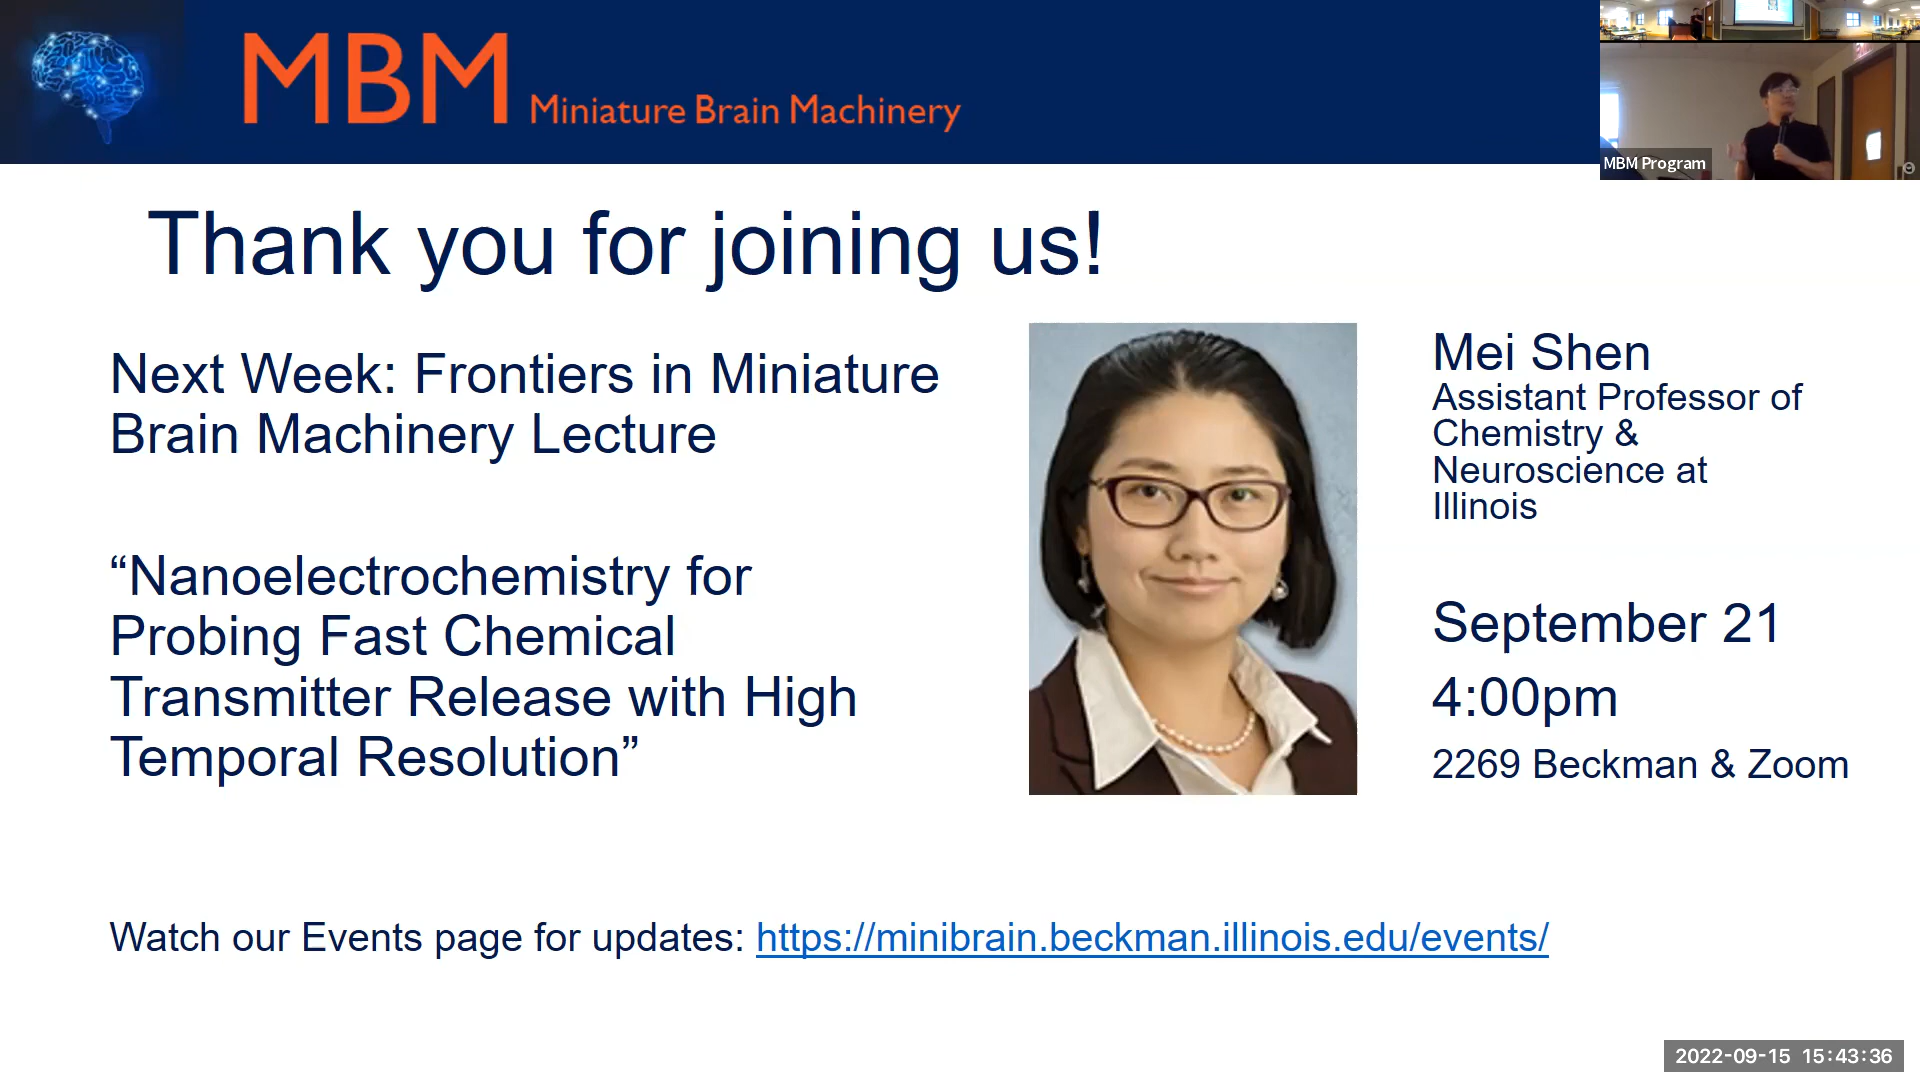 MBM Miniature Brain Machinery
MBM Program
Thank you for joining us!
Next Week: Frontiers in Miniature
Brain Machinery Lecture
“Nanoelectrochemistry for
Probing Fast Chemical
Transmitter Release with High
Temporal Resolution”
Mei Shen
Assistant Professor of
Chemistry &
Neuroscience at
Illinois
September 21
4:00pm
2269 Beckman & Zoom
Watch our Events page for updates: https://minibrain.beckman.illinois.edu/events/
2022-09-15 15:43:36